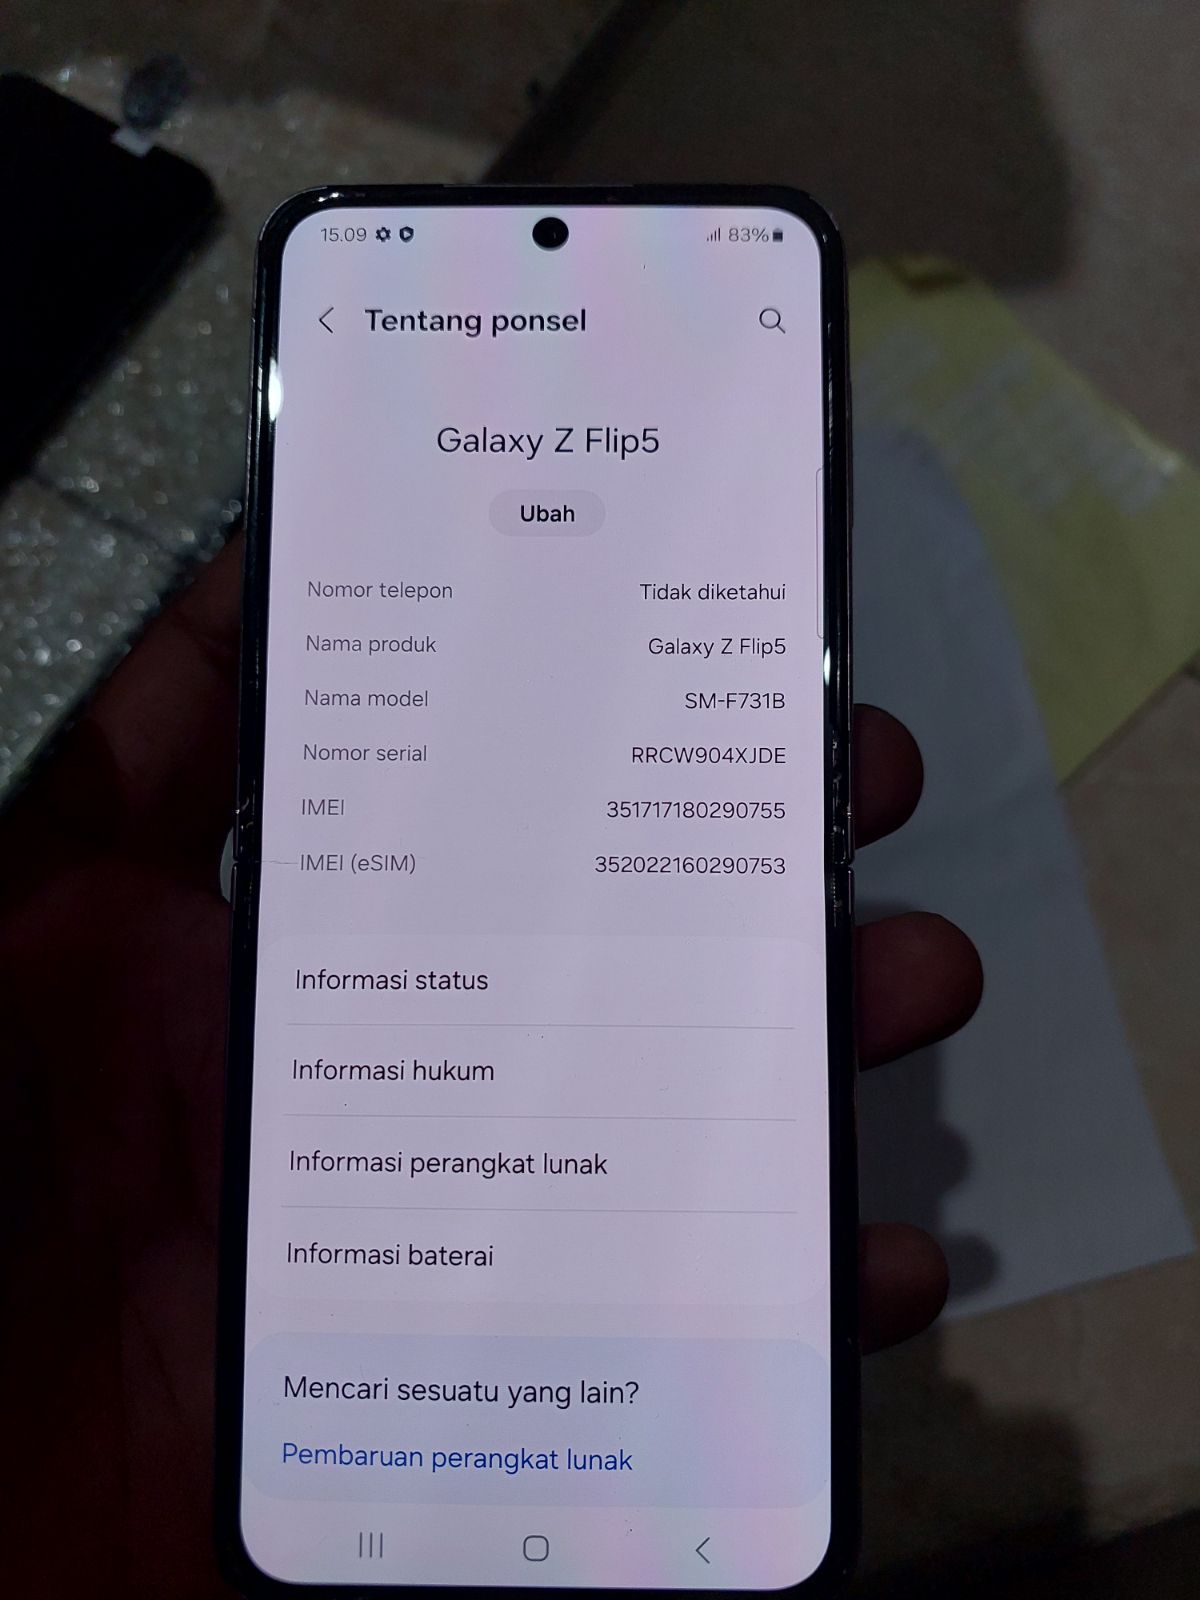 15.09 83%
Tentang ponsel
Galaxy Z Flip5
Ubah
Nomor telepon Tidak diketahui
Nama produk Galaxy Z Flip5
Nama model SM-F731B
Nomor serial RRCW904XJDE
IMEI 351717180290755
IMEI (eSIM) 352022160290753
Informasi status
Informasi hukum
Informasi perangkat lunak
Informasi baterai
Mencari sesuatu yang lain?
Pembaruan perangkat lunak